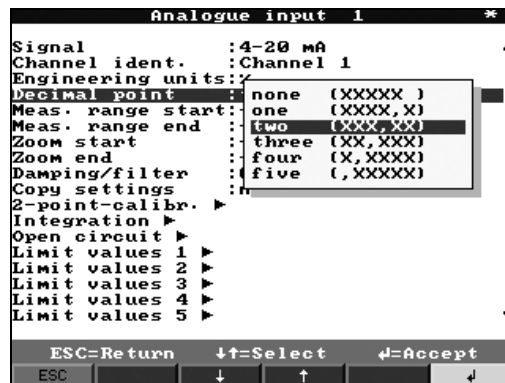 Analogue input 1 *
Signal :4-20 mA
Channel ident. :Channel 1
Engineering units:%
Decimal point :
Meas. range start:-
Meas. range end :-
Zoom start :-
Zoom end :-
Damping/filter :
Copy settings :n
2-point-calibr. ►
Integration ►
Open circuit ►
Limit values 1 ►
Limit values 2 ►
Limit values 3 ►
Limit values 4 ►
Limit values 5 ►
none (XXXXX )
one (XXXX,X)
two (XXX,XX)
three (XX,XXX)
four (X,XXXX)
five (,XXXXX)
ESC=Return ↓↑=Select ↵=Accept
ESC ↓ ↑ ↵